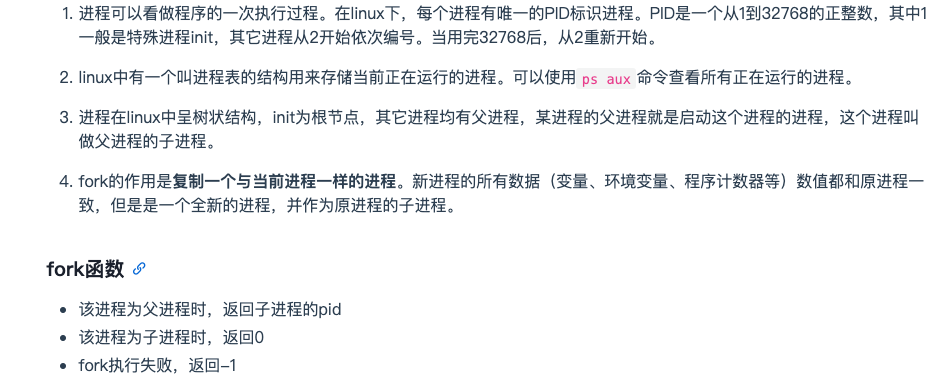 1. 进程可以看做程序的一次执行过程。在linux下，每个进程有唯一的PID标识进程。PID是一个从1到32768的正整数，其中1
一般是特殊进程init，其它进程从2开始依次编号。当用完32768后，从2重新开始。
2. linux中有一个叫进程表的结构用来存储当前正在运行的进程。可以使用 ps aux 命令查看所有正在运行的进程。
3. 进程在linux中呈树状结构，init为根节点，其它进程均有父进程，某进程的父进程就是启动这个进程的进程，这个进程叫
做父进程的子进程。
4. fork的作用是复制一个与当前进程一样的进程。新进程的所有数据（变量、环境变量、程序计数器等）数值都和原进程一
致，但是是一个全新的进程，并作为原进程的子进程。
fork函数
• 该进程为父进程时，返回子进程的pid
• 该进程为子进程时，返回0
• fork执行失败，返回-1